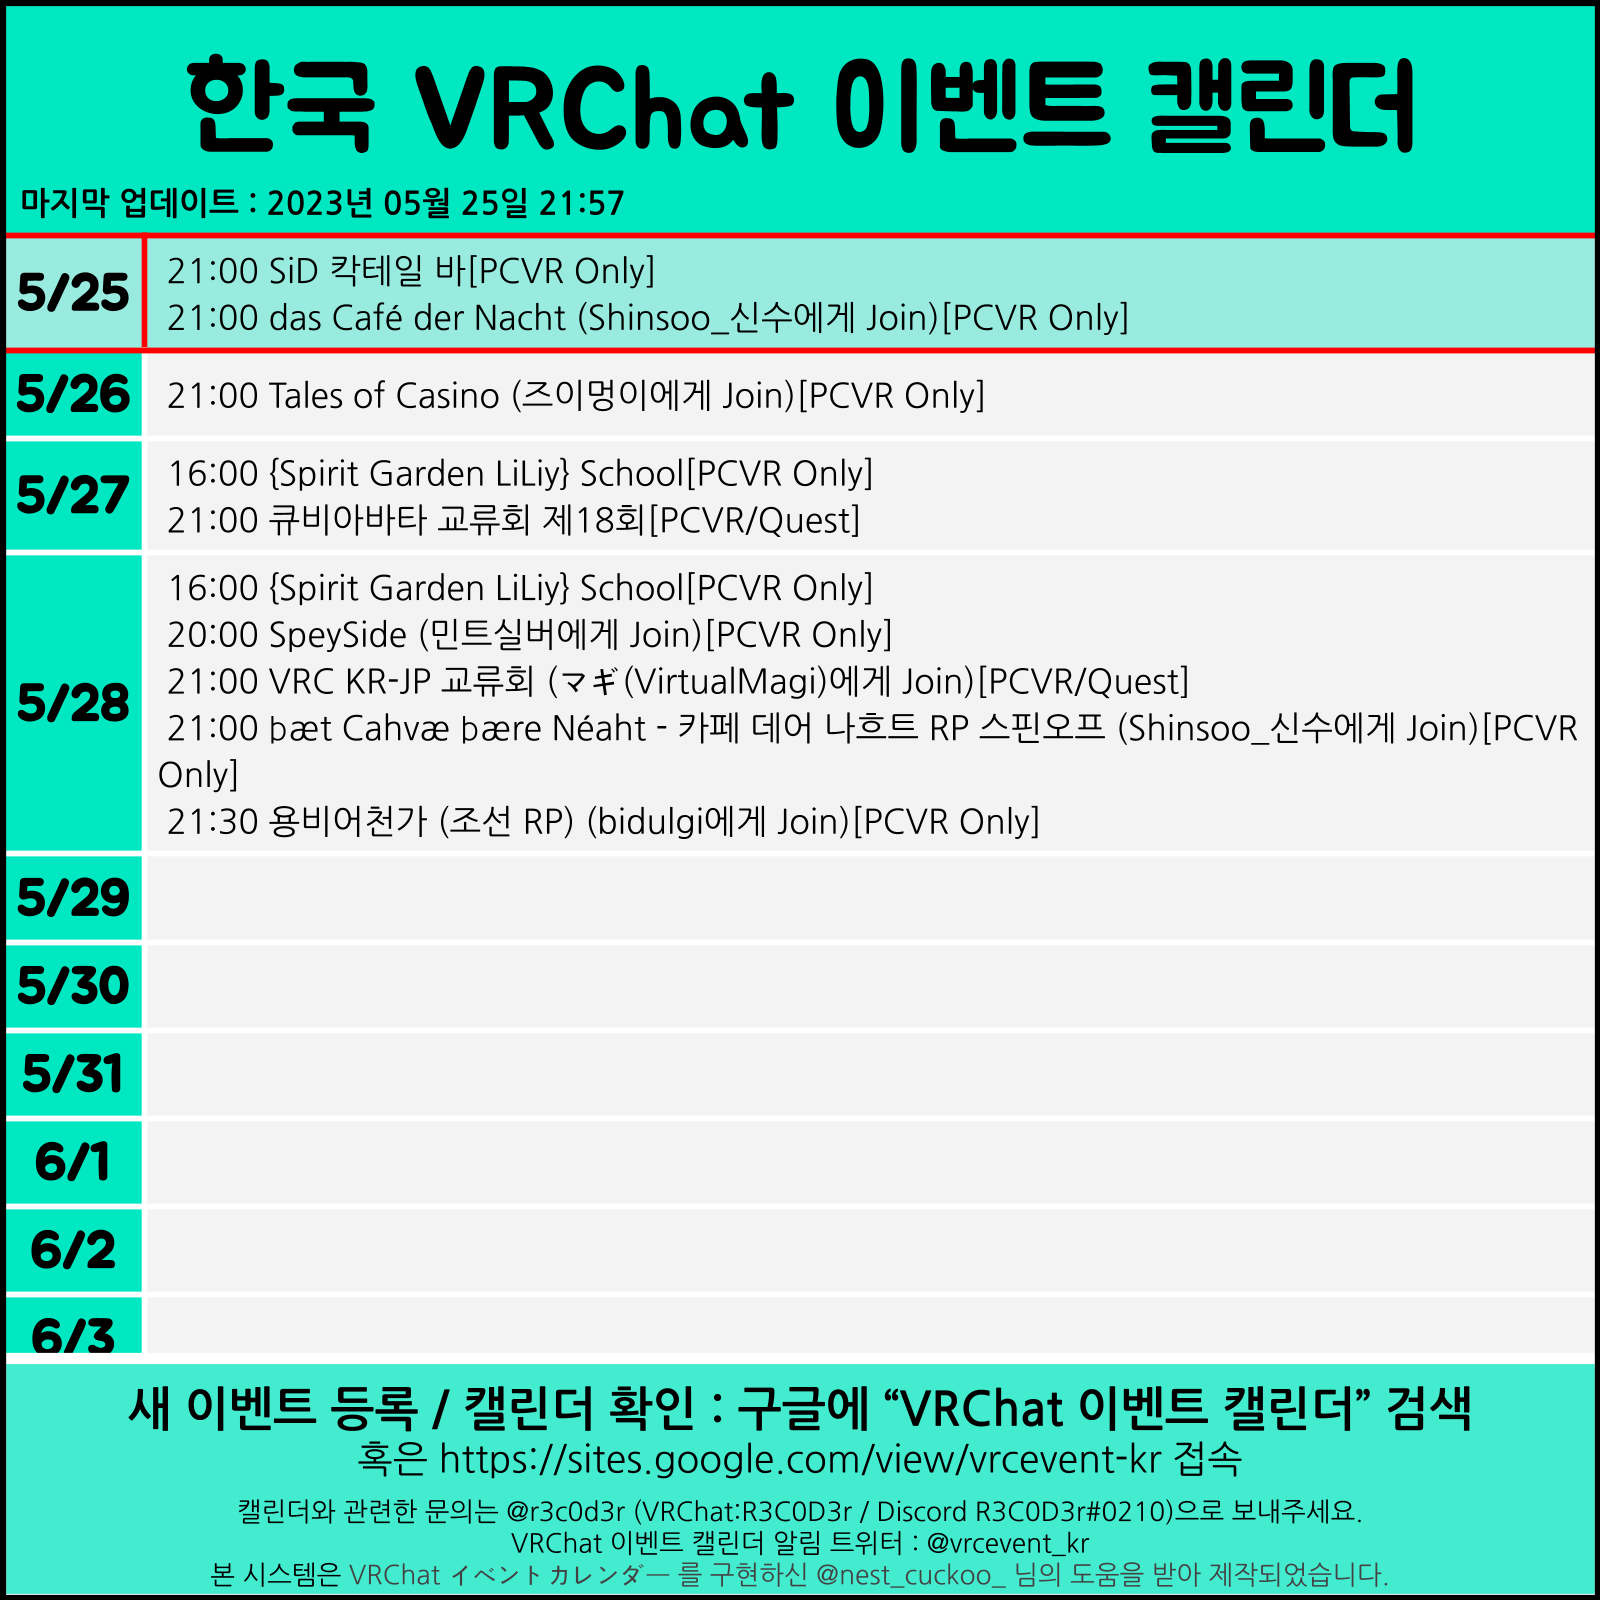 한국 VRChat 이벤트 캘린더
마지막 업데이트 : 2023년 05월 25일 21:57
5/25
21:00 SiD 칵테일 바[PCVR Only]
21:00 das Café der Nacht (Shinsoo_신수에게 Join)[PCVR Only]
5/26
21:00 Tales of Casino (즈이멍이에게 Join)[PCVR Only]
5/27
16:00 {Spirit Garden LiLiy} School[PCVR Only]
21:00 큐비아바타 교류회 제18회[PCVR/Quest]
5/28
16:00 {Spirit Garden LiLiy} School[PCVR Only]
20:00 SpeySide (민트실버에게 Join)[PCVR Only]
21:00 VRC KR-JP 교류회 (マギ(VirtualMagi)에게 Join)[PCVR/Quest]
21:00 þæt Cahvæ þære Néaht - 카페 데어 나흐트 RP 스핀오프 (Shinsoo_신수에게 Join)[PCVR
Only]
21:30 용비어천가 (조선 RP) (bidulgi에게 Join)[PCVR Only]
5/29
5/30
5/31
6/1
6/2
6/3
새 이벤트 등록 / 캘린더 확인 : 구글에 “VRChat 이벤트 캘린더” 검색
혹은 https://sites.google.com/view/vrcevent-kr 접속
캘린더와 관련한 문의는 @r3c0d3r (VRChat:R3C0D3r / Discord R3C0D3r#0210)으로 보내주세요.
VRChat 이벤트 캘린더 알림 트위터 : @vrcevent_kr
본 시스템은 VRChat イベントカレンダー 를 구현하신 @nest_cuckoo_ 님의 도움을 받아 제작되었습니다.